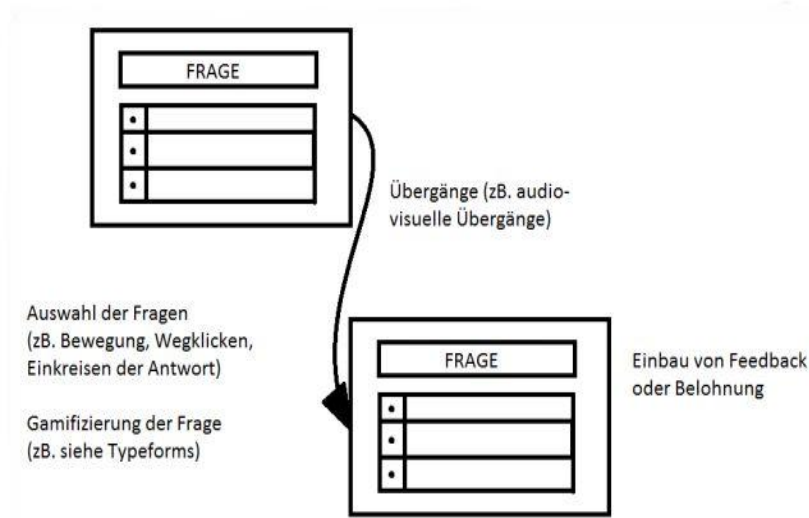 FRAGE
Übergänge (zB. audio-
visuelle Übergänge)
Auswahl der Fragen
(zB. Bewegung, Wegklicken,
Einkreisen der Antwort)
Gamifizierung der Frage
(zB. siehe Typeforms)
FRAGE
Einbau von Feedback
oder Belohnung